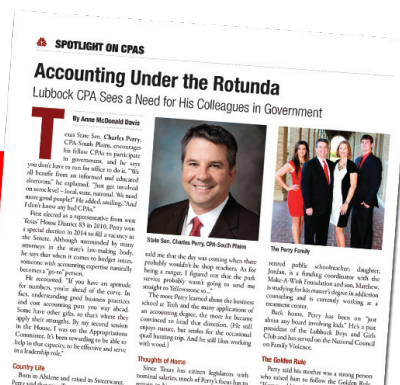 SPOTLIGHT ON CPAS
Accounting Under the Rotunda
Lubbock CPA Sees a Need for His Colleagues in Government
By Anne McDonald Davis
Texas State Sen. Charles Perry,
CPA-South Plains, encourages
his fellow CPAs to participate
in government, and he says
you don't have to run for office to do it. "We
all benefit from an informed and educated
electorate," he explained. "Just get involved
on some level – local, state, national. We need
more good people!" He added, smiling, "And
I don't know any bad CPAs."
First elected as a representative from west
Texas' House District 83 in 2010, Perry won
a special election in 2014 to fill a vacancy in
the Senate. Although surrounded by many
attorneys in the state's law-making body,
he says that when it comes to budget issues,
someone with accounting expertise naturally
becomes a "go-to" person.
He recounted, "If you have an aptitude
for numbers, you're ahead of the curve. In
fact, understanding good business practices
and cost accounting puts you way ahead.
Some have other gifts, so that's where they
apply their strengths. By my second session
in the House, I was on the Appropriations
Committee. It's been rewarding to be able to
help in that capacity, to be effective and serve
in a leadership role."
Country Life
Born in Abilene and raised in Sweetwater,
State Sen. Charles Perry, CPA-South Plains
told me that the day was coming when there
probably wouldn't be shop teachers. As for
being a ranger, I figured out that the park
service probably wasn't going to send me
straight to Yellowstone so..."
The more Perry learned about the business
school at Tech and the many applications of
an accounting degree, the more he became
convinced to head that direction. (He still
enjoys nature, but settles for the occasional
quail hunting trip. And he still likes working
with wood.)
Thoughts of Home
Since Texas has citizen legislators with
nominal salaries, much of Perry's focus has to
The Perry Family
retired public schoolteacher; daughter,
Jordan, is a funding coordinator with the
Make-A-Wish Foundation and son, Matthew,
is studying for his master's degree in addiction
counseling and is currently working at a
treatment center.
Back home, Perry has been on "just
about any board involving kids." He's a past
president of the Lubbock Boys and Girls
Club and has served on the National Council
on Family Violence.
The Golden Rule
Perry said his mother was a strong person
who raised him to follow the Golden Rule.